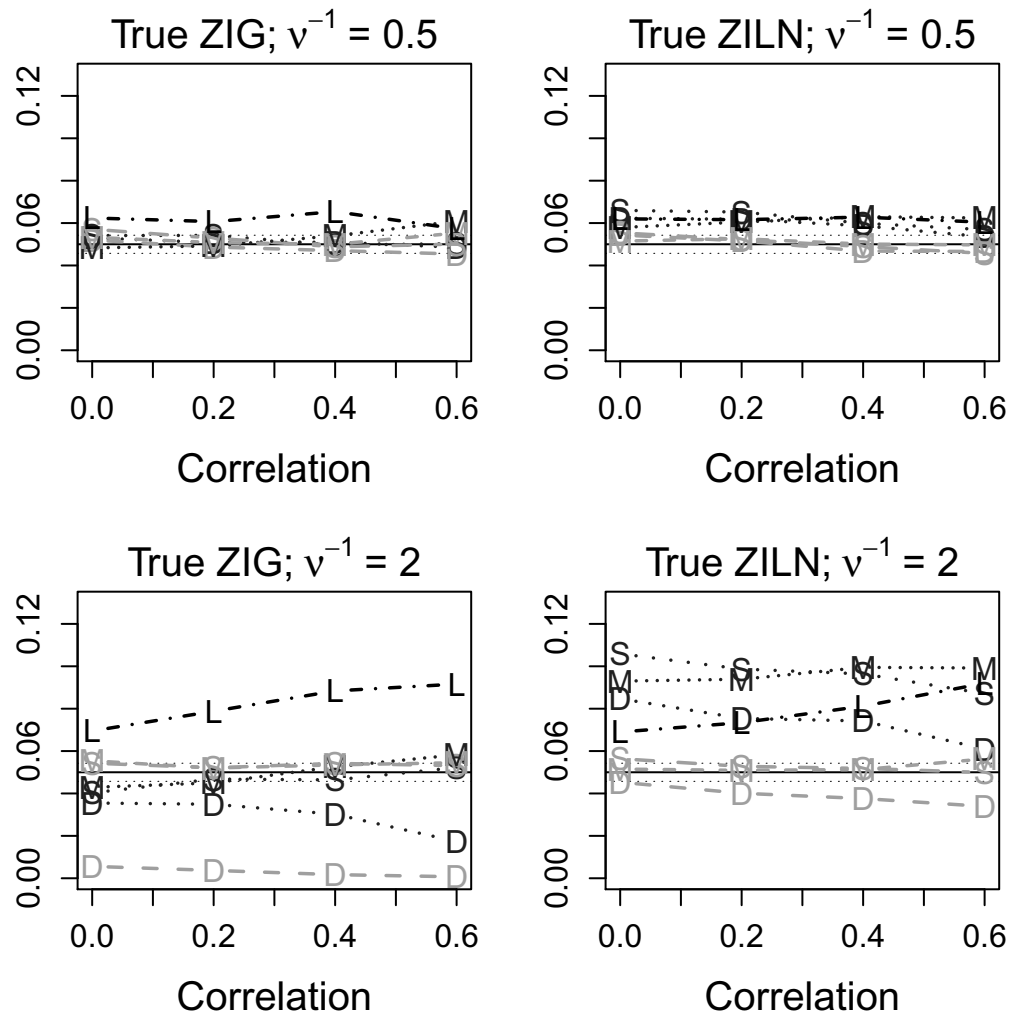 True ZIG; ν⁻¹ = 0.5
0.12
0.06
0.00
0.0 0.2 0.4 0.6
Correlation
True ZILN; ν⁻¹ = 0.5
0.12
0.06
0.00
0.0 0.2 0.4 0.6
Correlation
True ZIG; ν⁻¹ = 2
0.12
0.06
0.00
L L L L
D D D D
D D D D
0.0 0.2 0.4 0.6
Correlation
True ZILN; ν⁻¹ = 2
0.12
0.06
0.00
S S S S
M M M M
D D D D
L L L L
D D D D
0.0 0.2 0.4 0.6
Correlation